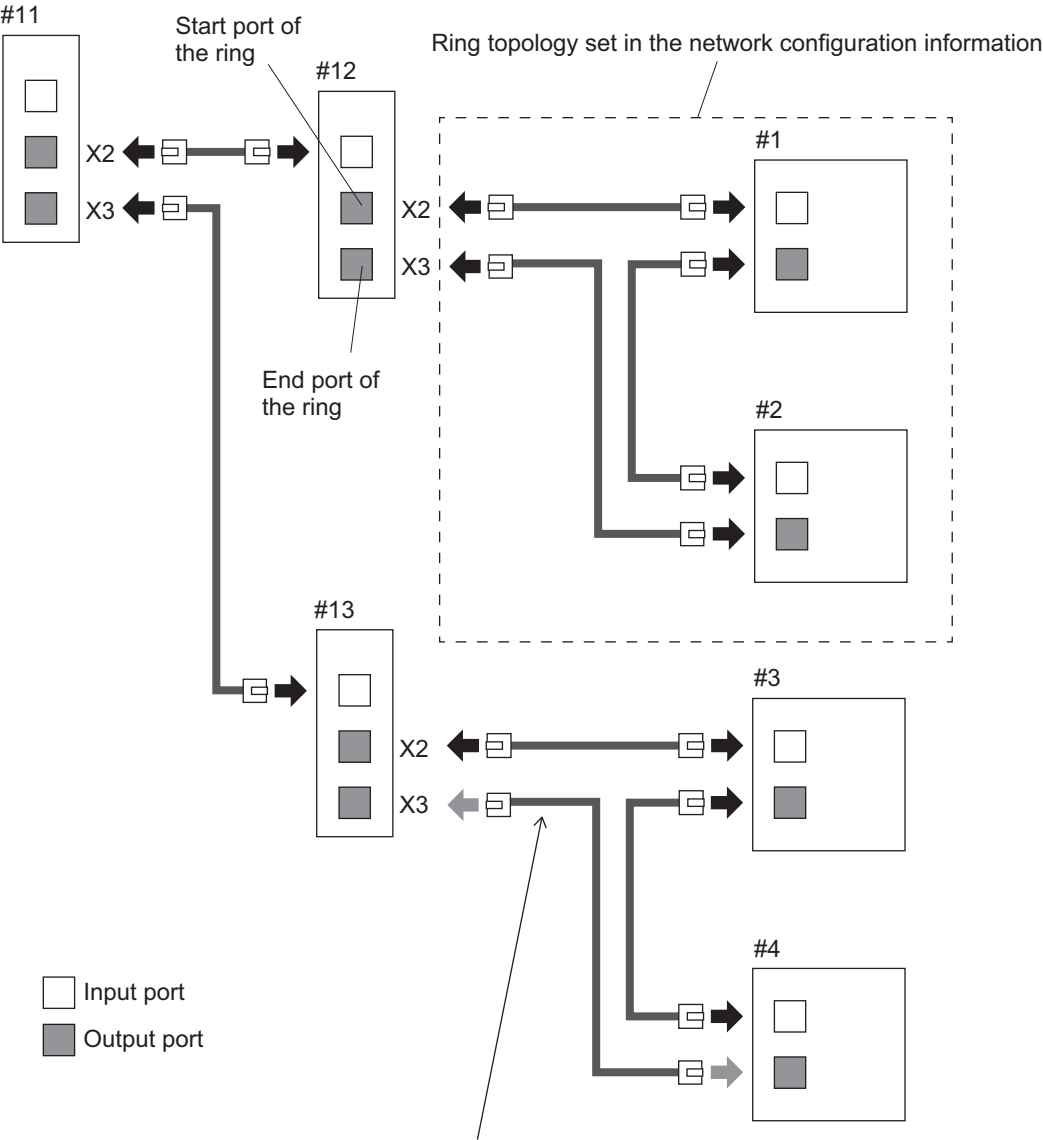 #11
Start port of
the ring
Ring topology set in the network configuration information
#12
#1
X2
X3
X2
X3
End port of
the ring
#2
#13
#3
X2
X3
#4
Input port
Output port